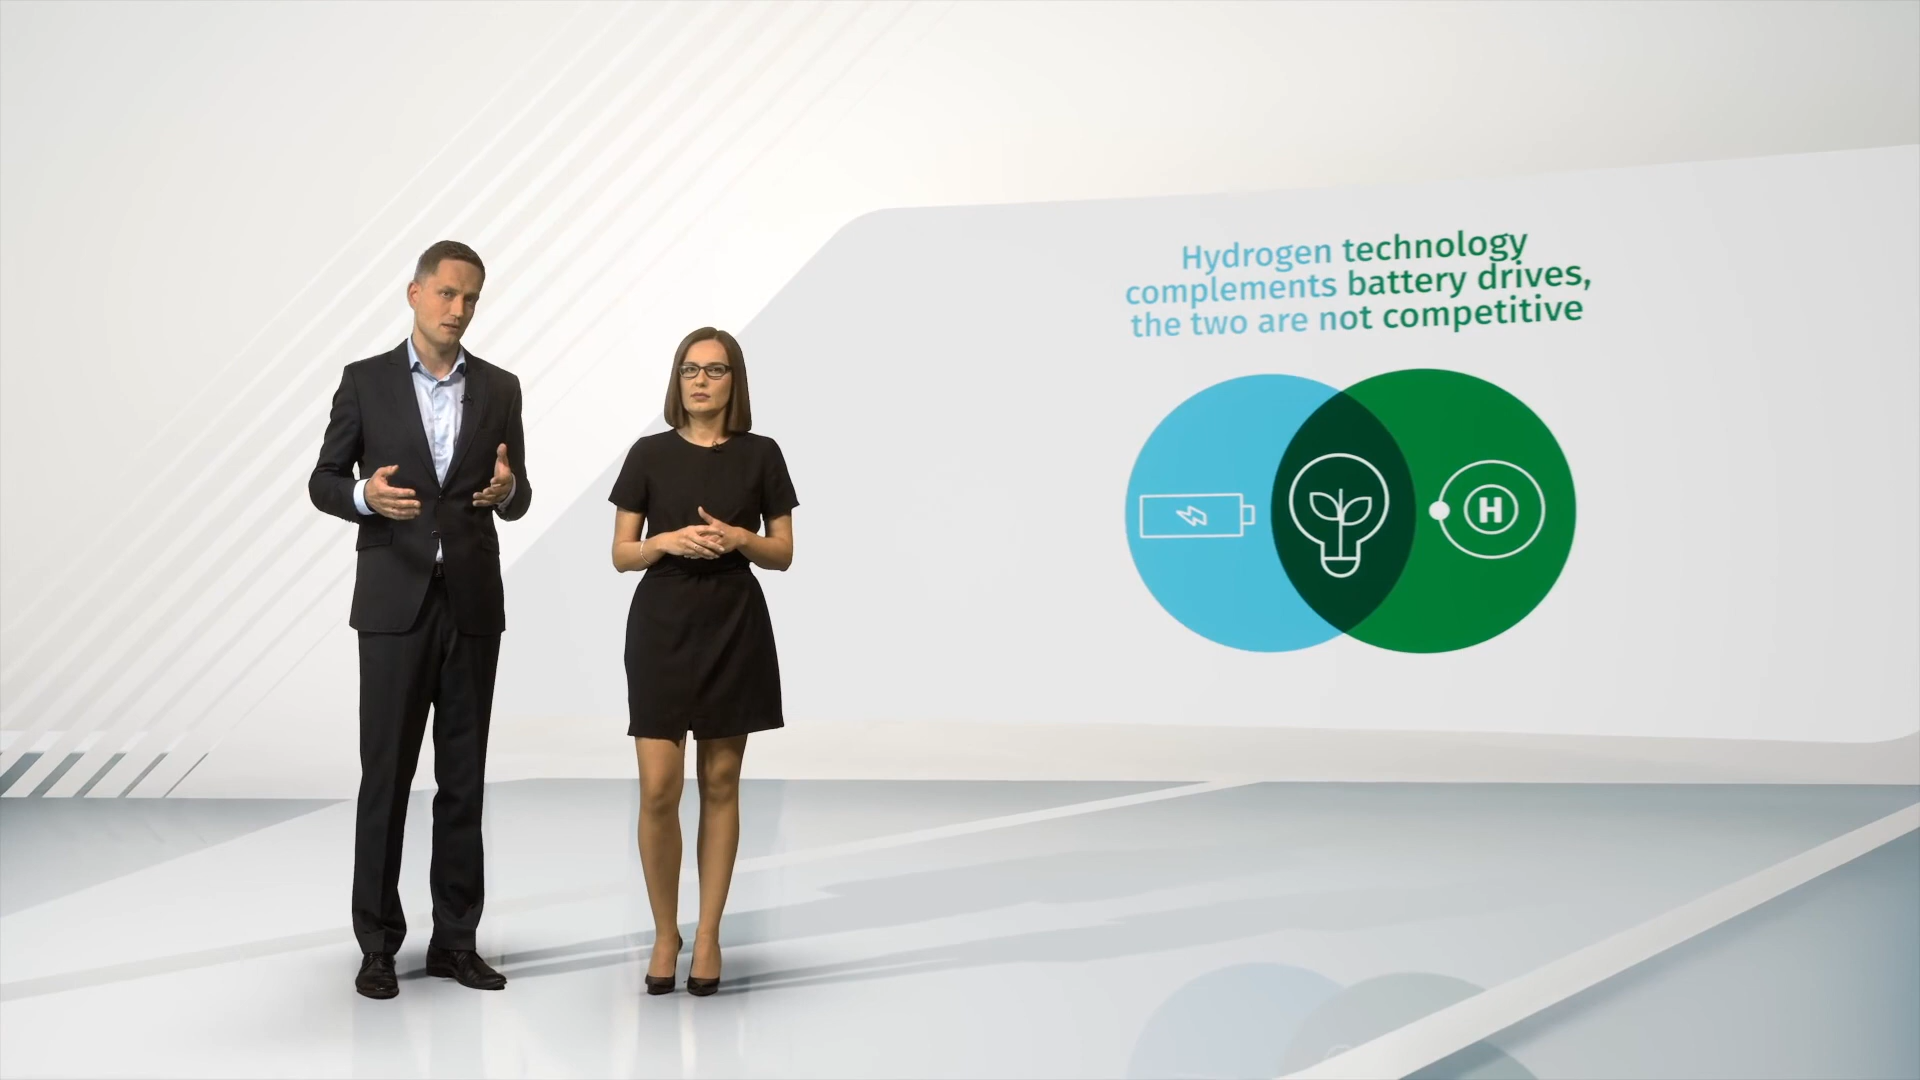 Hydrogen technology
complements battery drives,
the two are not competitive
H